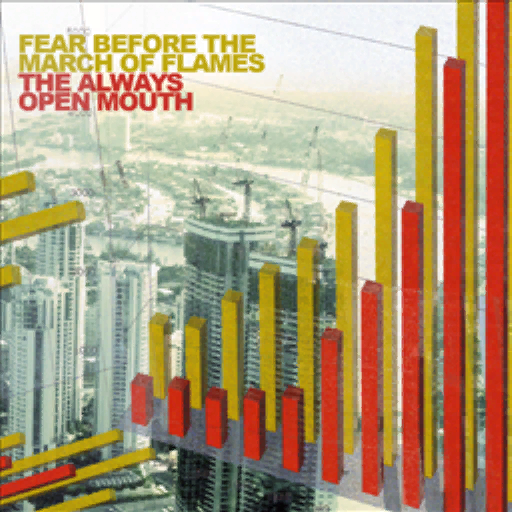 FEAR BEFORE THE
MARCH OF FLAMES
THE ALWAYS
OPEN MOUTH